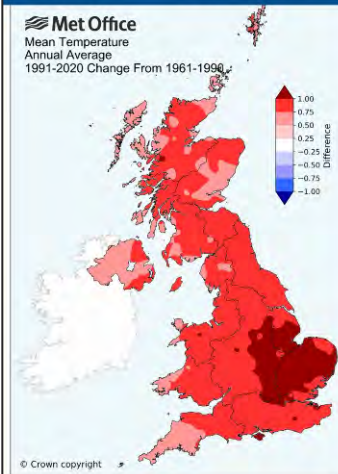 Met Office
Mean Temperature
Annual Average
1991-2020 Change From 1961-1990
1.00
0.75
0.50
0.25
−0.25
−0.50
−0.75
−1.00
Difference
© Crown copyright